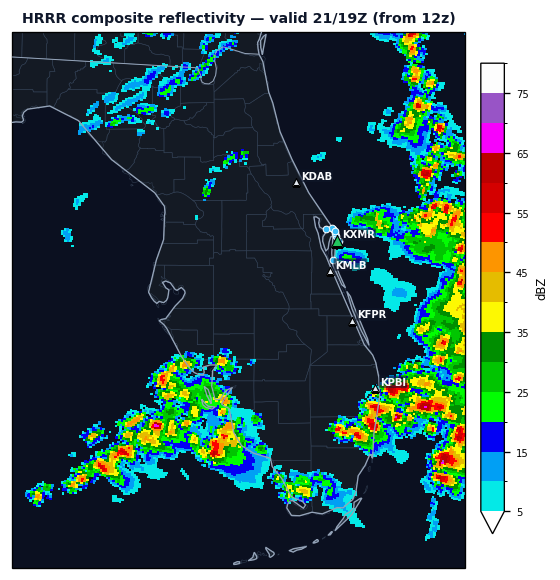 HRRR composite reflectivity — valid 21/19Z (from 12z)
KDAB
KXMR
KMLB
KFPR
KPBI
75
65
55
45
35
25
15
5
dBZ